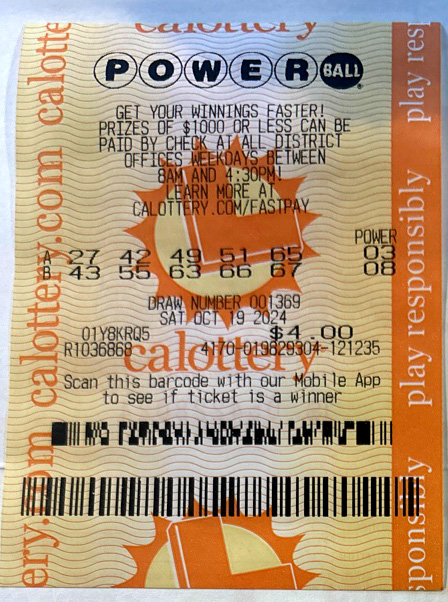 calottery
POWERBALL
GET YOUR WINNINGS FASTER!
PRIZES OF $1000 OR LESS CAN BE
PAID BY CHECK AT ALL DISTRICT
OFFICES WEEKDAYS BETWEEN
8AM AND 4:30PM!
LEARN MORE AT
CALOTTERY.COM/FASTPAY
POWER
A 27 42 49 51 65 03
B 43 55 63 66 67 08
DRAW NUMBER 001369
SAT OCT 19 2024
01Y8KRQ5 $4.00
R1036868 4170-019829304-121235
calottery
Scan this barcode with our Mobile App
to see if ticket is a winner
ery.com calottery.com calotte
ponsibly play responsibly play resp